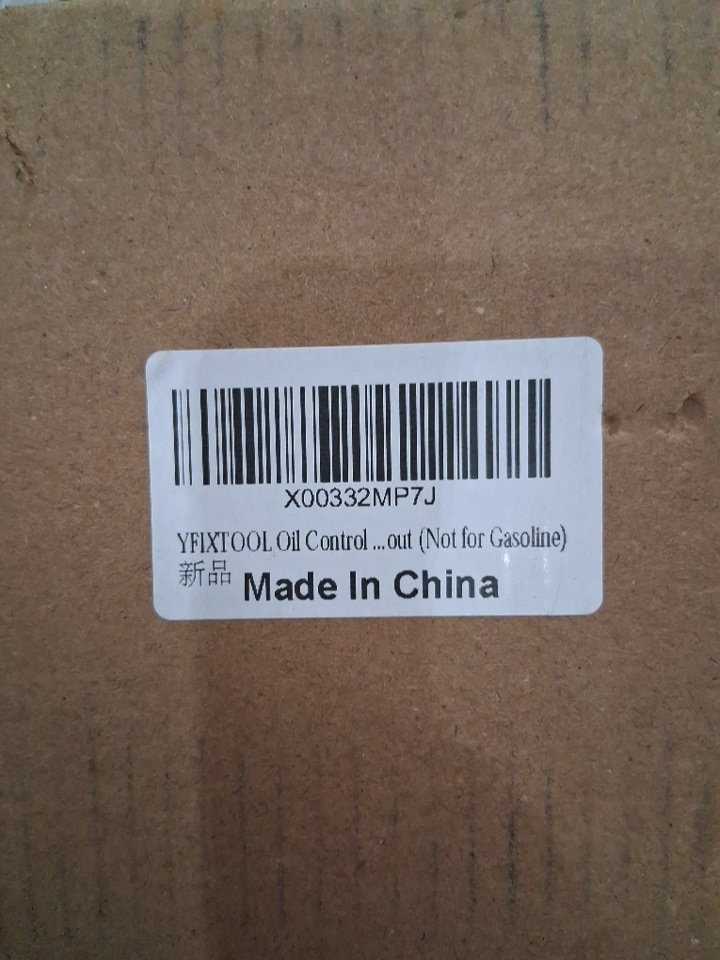 X00332MP7J
YFIXTOOL Oil Control ...out (Not for Gasoline)
新品 Made In China